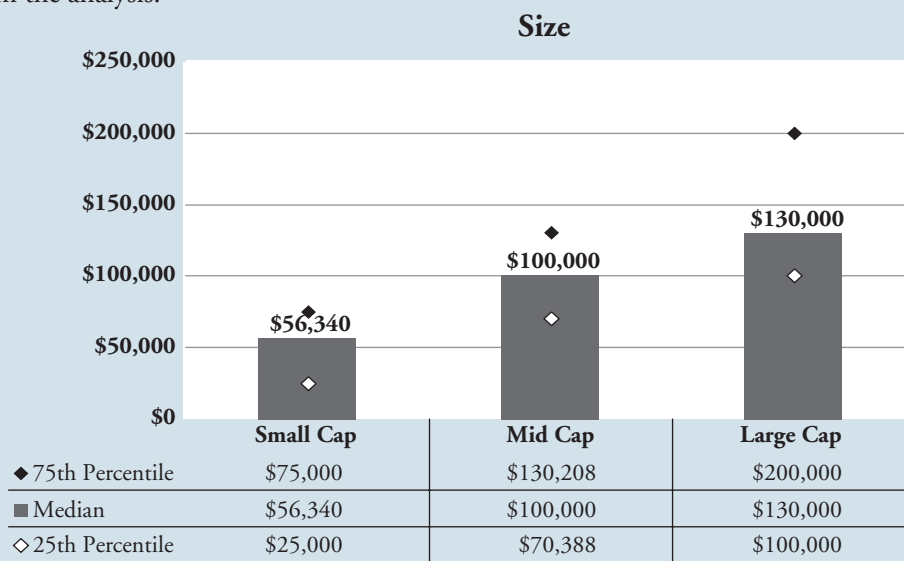 in the analysis.
Size
$250,000
$200,000
$150,000
$130,000
$100,000
$100,000
$56,340
$50,000
$0
Small Cap Mid Cap Large Cap
75th Percentile $75,000 $130,208 $200,000
Median $56,340 $100,000 $130,000
25th Percentile $25,000 $70,388 $100,000